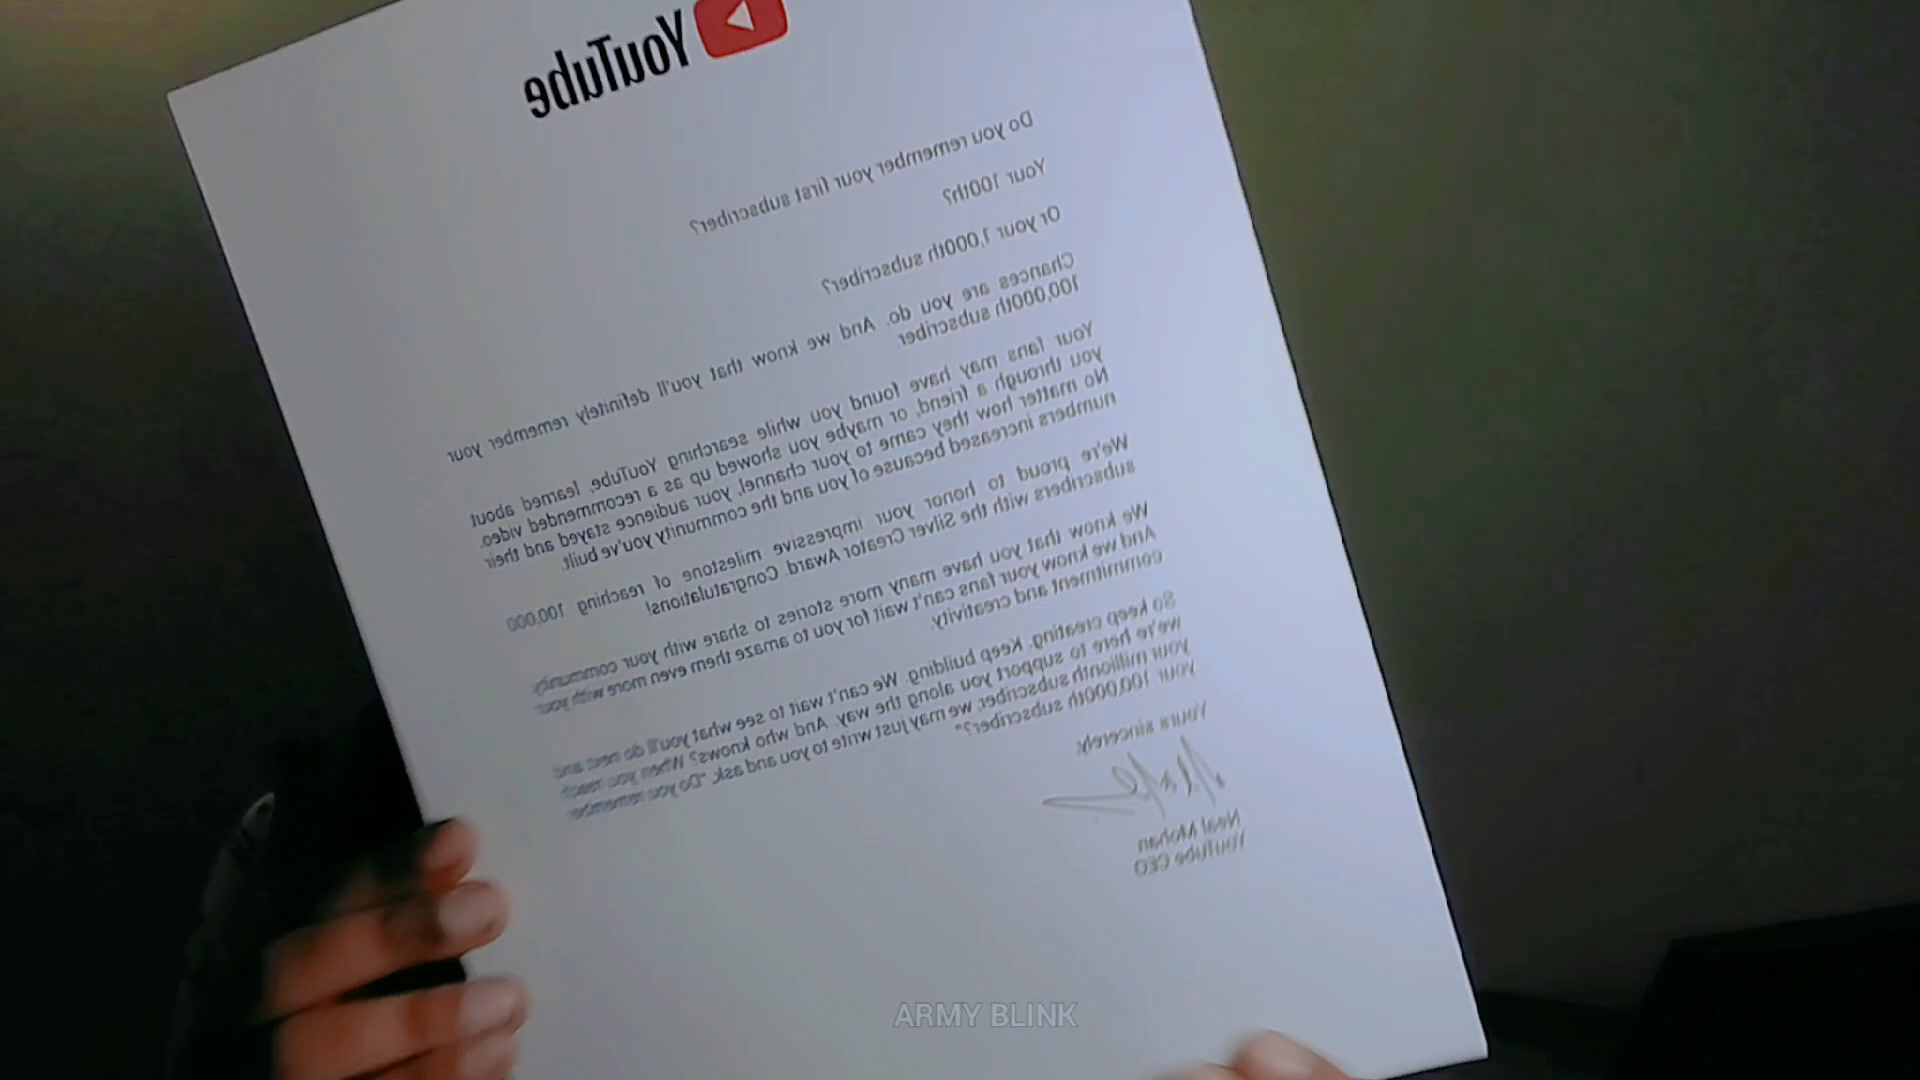 YouTube
Do you remember your first subscriber?
Your 100th?
Or your 1,000th subscriber?
Chances are you do. And we know that you'll definitely remember your
100,000th subscriber
Your fans may have found you while searching YouTube, learned about
you through a friend, or maybe you showed up as a recommended video.
No matter how they came to your channel, your audience stayed and their
numbers increased because of you and the community you've built.
We're proud to honor your impressive milestone of reaching 100,000
subscribers with the Silver Creator Award. Congratulations!
We know that you have many more stories to share with your community
And we know your fans can't wait for you to amaze them even more with your
commitment and creativity.
So keep creating. Keep building. We can't wait to see what you'll do next and
we're here to support you along the way. And who knows? When you reach
your millionth subscriber, we may just write to you and ask, "Do you remember
your 100,000th subscriber?"
Yours sincerely,
Neal Mohan
YouTube CEO
ARMY BLINK